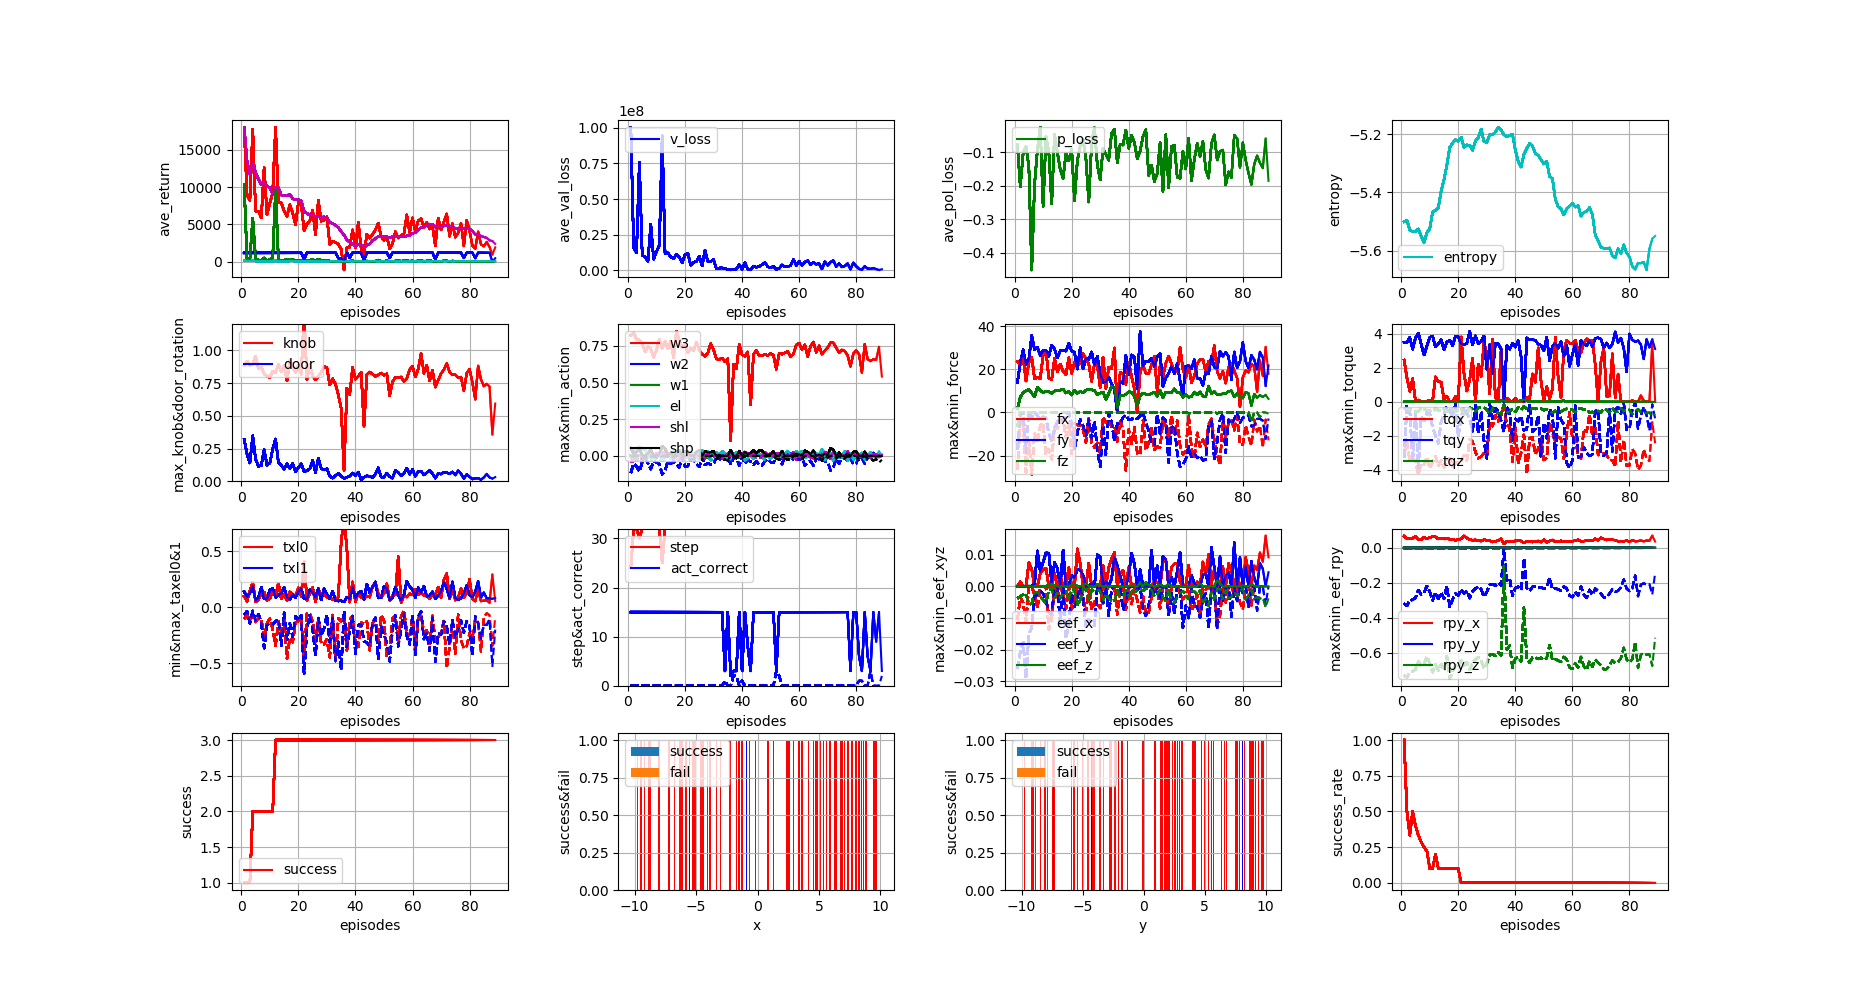 ave_return
15000
10000
5000
0
0 20 40 60 80
episodes
1e8
ave_val_loss
1.00
0.75
0.50
0.25
0.00
v_loss
0 20 40 60 80
episodes
ave_pol_loss
−0.1
−0.2
−0.3
−0.4
p_loss
0 20 40 60 80
episodes
entropy
−5.2
−5.4
−5.6
entropy
0 20 40 60 80
episodes
max_knob&door_rotation
1.00
0.75
0.50
0.25
0.00
knob
door
0 20 40 60 80
episodes
max&min_action
0.75
0.50
0.25
0.00
w3
w2
w1
el
shl
shp
0 20 40 60 80
episodes
max&min_force
40
20
0
−20
fx
fy
fz
0 20 40 60 80
episodes
max&min_torque
4
2
0
−2
−4
tqx
tqy
tqz
0 20 40 60 80
episodes
min&max_taxel0&1
0.5
0.0
−0.5
txl0
txl1
0 20 40 60 80
episodes
step&act_correct
30
20
10
0
step
act_correct
0 20 40 60 80
episodes
max&min_eef_xyz
0.01
0.00
−0.01
−0.02
−0.03
eef_x
eef_y
eef_z
0 20 40 60 80
episodes
max&min_eef_rpy
0.0
−0.2
−0.4
−0.6
rpy_x
rpy_y
rpy_z
0 20 40 60 80
episodes
success
3.0
2.5
2.0
1.5
1.0
success
0 20 40 60 80
episodes
success&fail
1.00
0.75
0.50
0.25
0.00
success
fail
−10 −5 0 5 10
x
success&fail
1.00
0.75
0.50
0.25
0.00
success
fail
−10 −5 0 5 10
y
success_rate
1.00
0.75
0.50
0.25
0.00
0 20 40 60 80
episodes